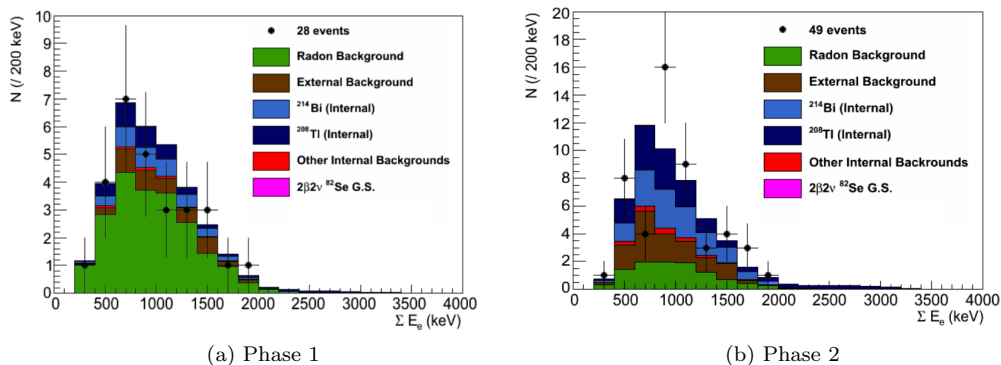 N (/ 200 keV)
10
9
8
7
6
5
4
3
2
1
0
28 events
Radon Background
External Background
²¹⁴Bi (Internal)
²⁰⁸Tl (Internal)
Other Internal Backgrounds
2β2ν ⁸²Se G.S.
0 500 1000 1500 2000 2500 3000 3500 4000
Σ Eₑ (keV)
(a) Phase 1
N (/ 200 keV)
20
18
16
14
12
10
8
6
4
2
0
49 events
Radon Background
External Background
²¹⁴Bi (Internal)
²⁰⁸Tl (Internal)
Other Internal Backrounds
2β2ν ⁸²Se G.S.
0 500 1000 1500 2000 2500 3000 3500 4000
Σ Eₑ (keV)
(b) Phase 2